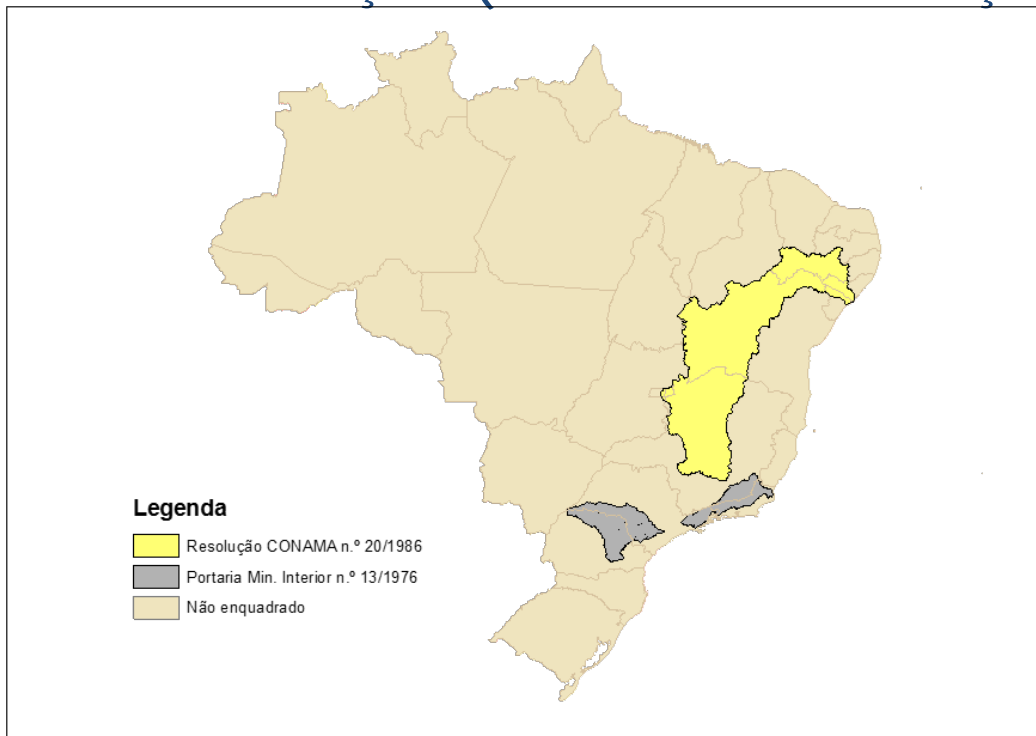 Legenda
Resolução CONAMA n.º 20/1986
Portaria Min. Interior n.º 13/1976
Não enquadrado